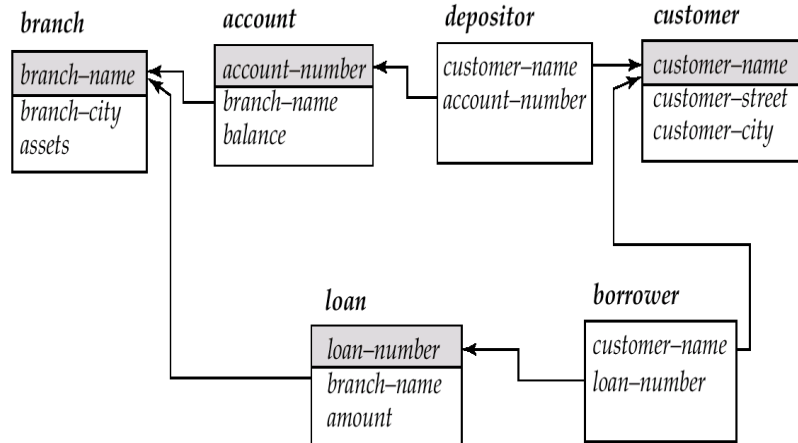 branch
branch–name
branch–city
assets
account
account–number
branch–name
balance
depositor
customer–name
account–number
customer
customer–name
customer–street
customer–city
loan
loan–number
branch–name
amount
borrower
customer–name
loan–number